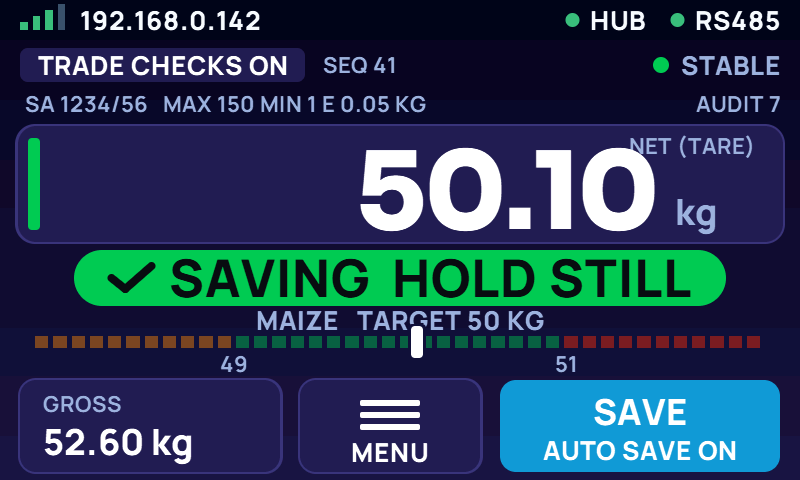 192.168.0.142 HUB RS485
TRADE CHECKS ON SEQ 41 STABLE
SA 1234/56 MAX 150 MIN 1 E 0.05 KG AUDIT 7
NET (TARE)
50.10 kg
SAVING HOLD STILL
MAIZE TARGET 50 KG
49 51
GROSS
52.60 kg
MENU
SAVE
AUTO SAVE ON